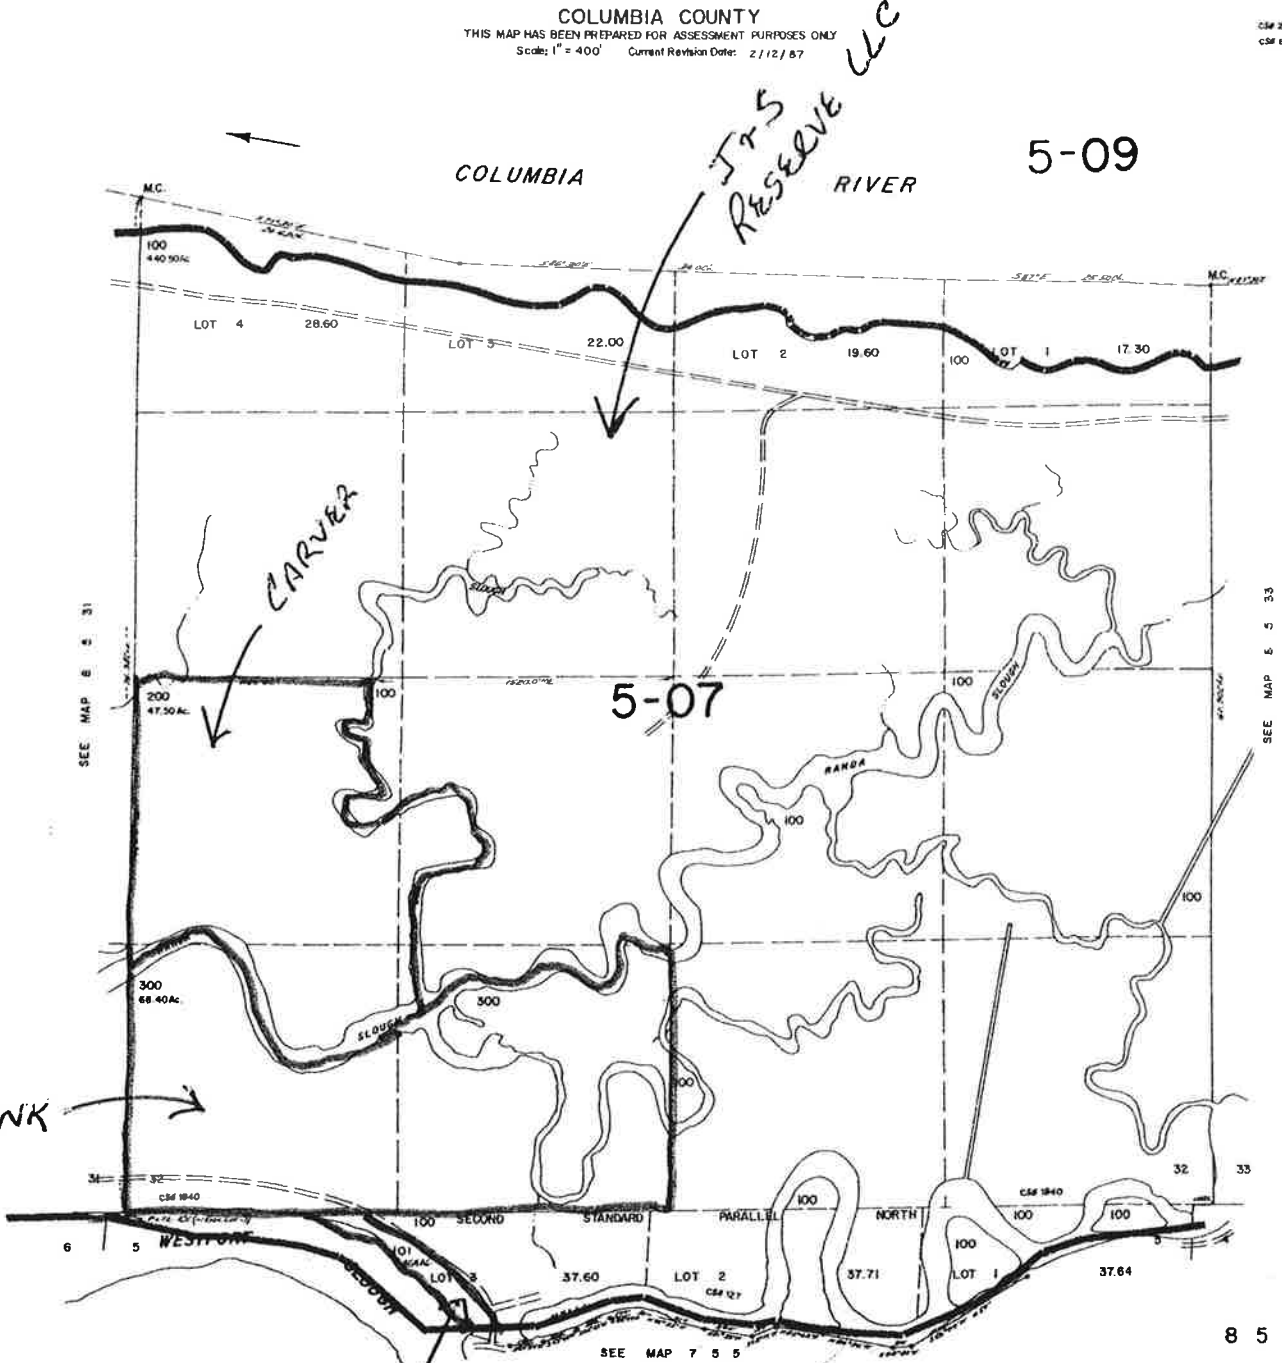 COLUMBIA COUNTY
THIS MAP HAS BEEN PREPARED FOR ASSESSMENT PURPOSES ONLY
Scale; 1" = 400' Current Revision Date: 2/12/87
J & S
RESERVE LLC
5-09
COLUMBIA RIVER
M.C.
M.C.
100
440.90 Ac.
LOT 4 28.60
LOT 3 22.00
LOT 2 19.60
100
LOT 1 17.30
CARVER
SLOUGH
SEE MAP 8 5 31
SEE MAP 8 5 33
200
47.50 Ac.
100
5-07
100
SLOUGH
RANDA
100
100
300
68.40 Ac.
300
SLOUGH
100
NK
31 32
CS# 1840
32 33
CS# 1840
100 SECOND STANDARD PARALLEL NORTH
100
100
100
6 5 WESTPORT
SLOUGH
101
LOT 3 37.60
LOT 2 37.71
CS# 127
100
LOT 1 37.64
5 4
SEE MAP 7 5 5
8 5